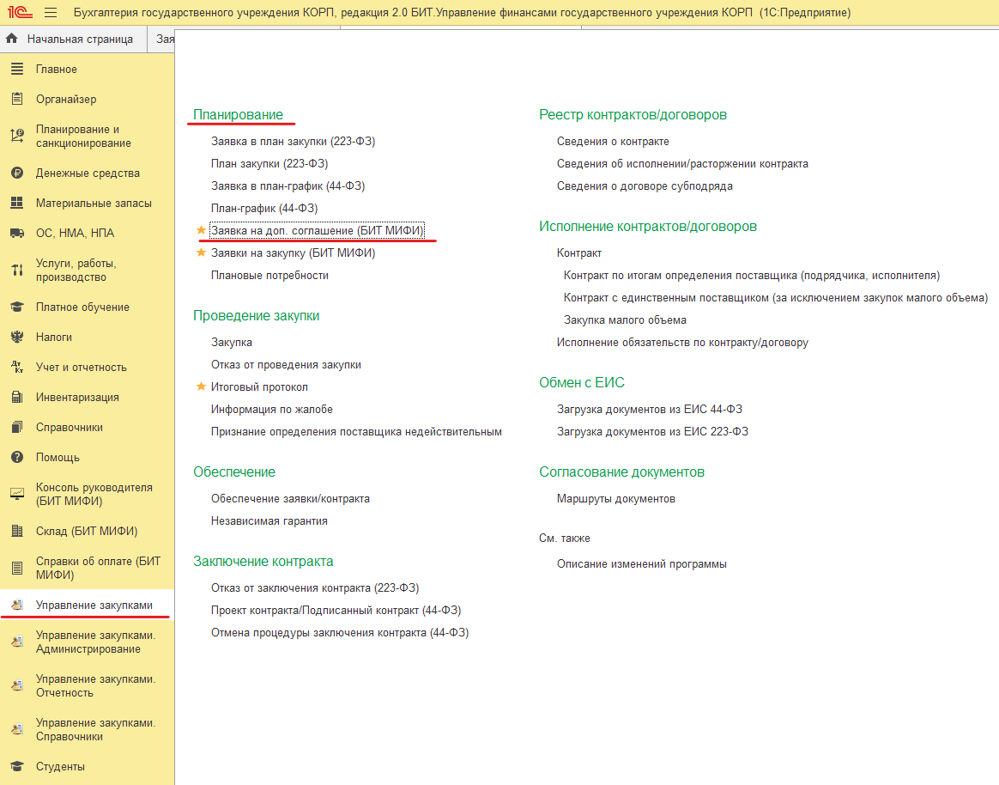 1С Бухгалтерия государственного учреждения КОРП, редакция 2.0 БИТ.Управление финансами государственного учреждения КОРП (1С:Предприятие)
Начальная страница
Зая
Главное
Органайзер
Планирование и
санкционирование
Денежные средства
Материальные запасы
ОС, НМА, НПА
Услуги, работы,
производство
Платное обучение
Налоги
Учет и отчетность
Инвентаризация
Справочники
Помощь
Консоль руководителя
(БИТ МИФИ)
Склад (БИТ МИФИ)
Справки об оплате (БИТ
МИФИ)
Управление закупками
Управление закупками.
Администрирование
Управление закупками.
Отчетность
Управление закупками.
Справочники
Студенты
Планирование
Заявка в план закупки (223-ФЗ)
План закупки (223-ФЗ)
Заявка в план-график (44-ФЗ)
План-график (44-ФЗ)
Заявка на доп. соглашение (БИТ МИФИ)
Заявки на закупку (БИТ МИФИ)
Плановые потребности
Проведение закупки
Закупка
Отказ от проведения закупки
Итоговый протокол
Информация по жалобе
Признание определения поставщика недействительным
Обеспечение
Обеспечение заявки/контракта
Независимая гарантия
Заключение контракта
Отказ от заключения контракта (223-ФЗ)
Проект контракта/Подписанный контракт (44-ФЗ)
Отмена процедуры заключения контракта (44-ФЗ)
Реестр контрактов/договоров
Сведения о контракте
Сведения об исполнении/расторжении контракта
Сведения о договоре субподряда
Исполнение контрактов/договоров
Контракт
Контракт по итогам определения поставщика (подрядчика, исполнителя)
Контракт с единственным поставщиком (за исключением закупок малого объема)
Закупка малого объема
Исполнение обязательств по контракту/договору
Обмен с ЕИС
Загрузка документов из ЕИС 44-ФЗ
Загрузка документов из ЕИС 223-ФЗ
Согласование документов
Маршруты документов
См. также
Описание изменений программы